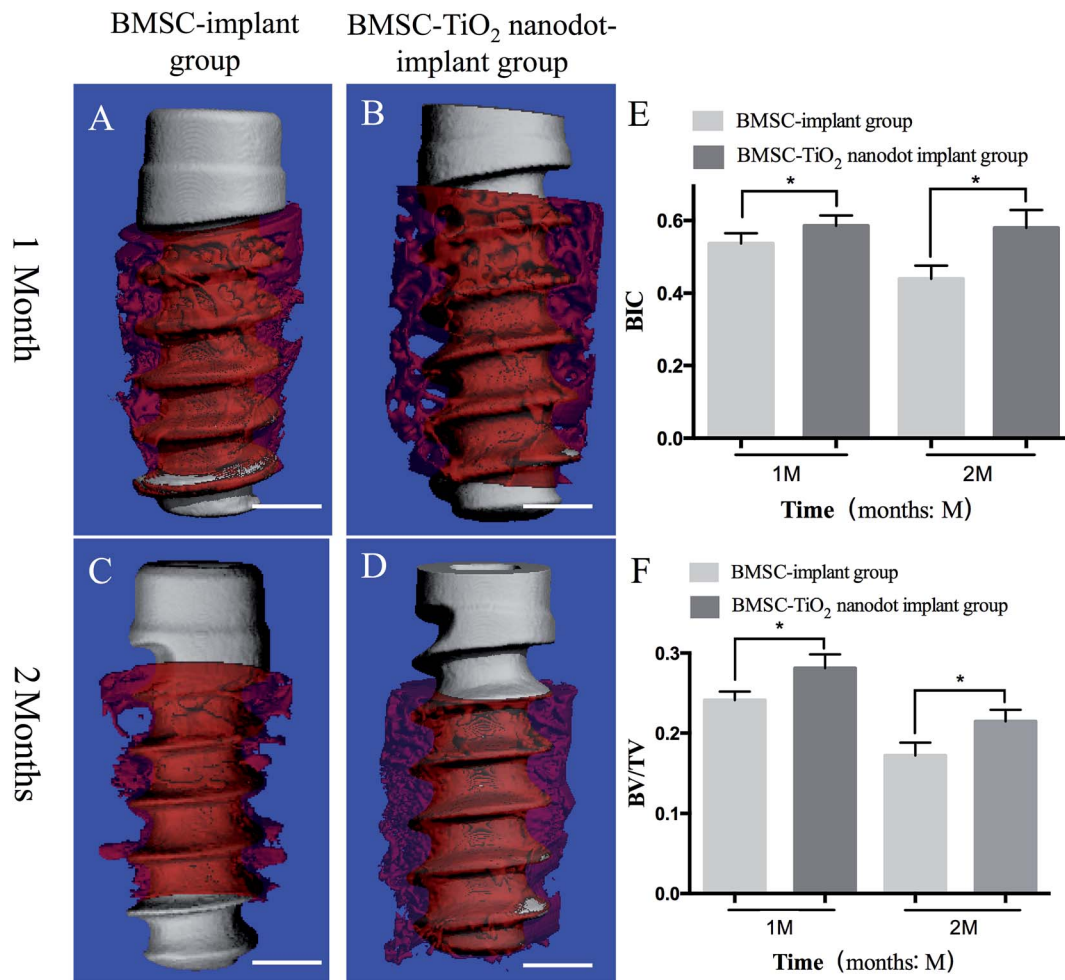 BMSC-implant
group
BMSC-TiO₂ nanodot-
implant group
1 Month
2 Months
A
B
C
D
E
BMSC-implant group
BMSC-TiO₂ nanodot implant group
*
*
0.6
0.4
0.2
0.0
BIC
1M
2M
Time (months: M)
F
BMSC-implant group
BMSC-TiO₂ nanodot implant group
*
*
0.3
0.2
0.1
0.0
BV/TV
1M
2M
Time (months: M)